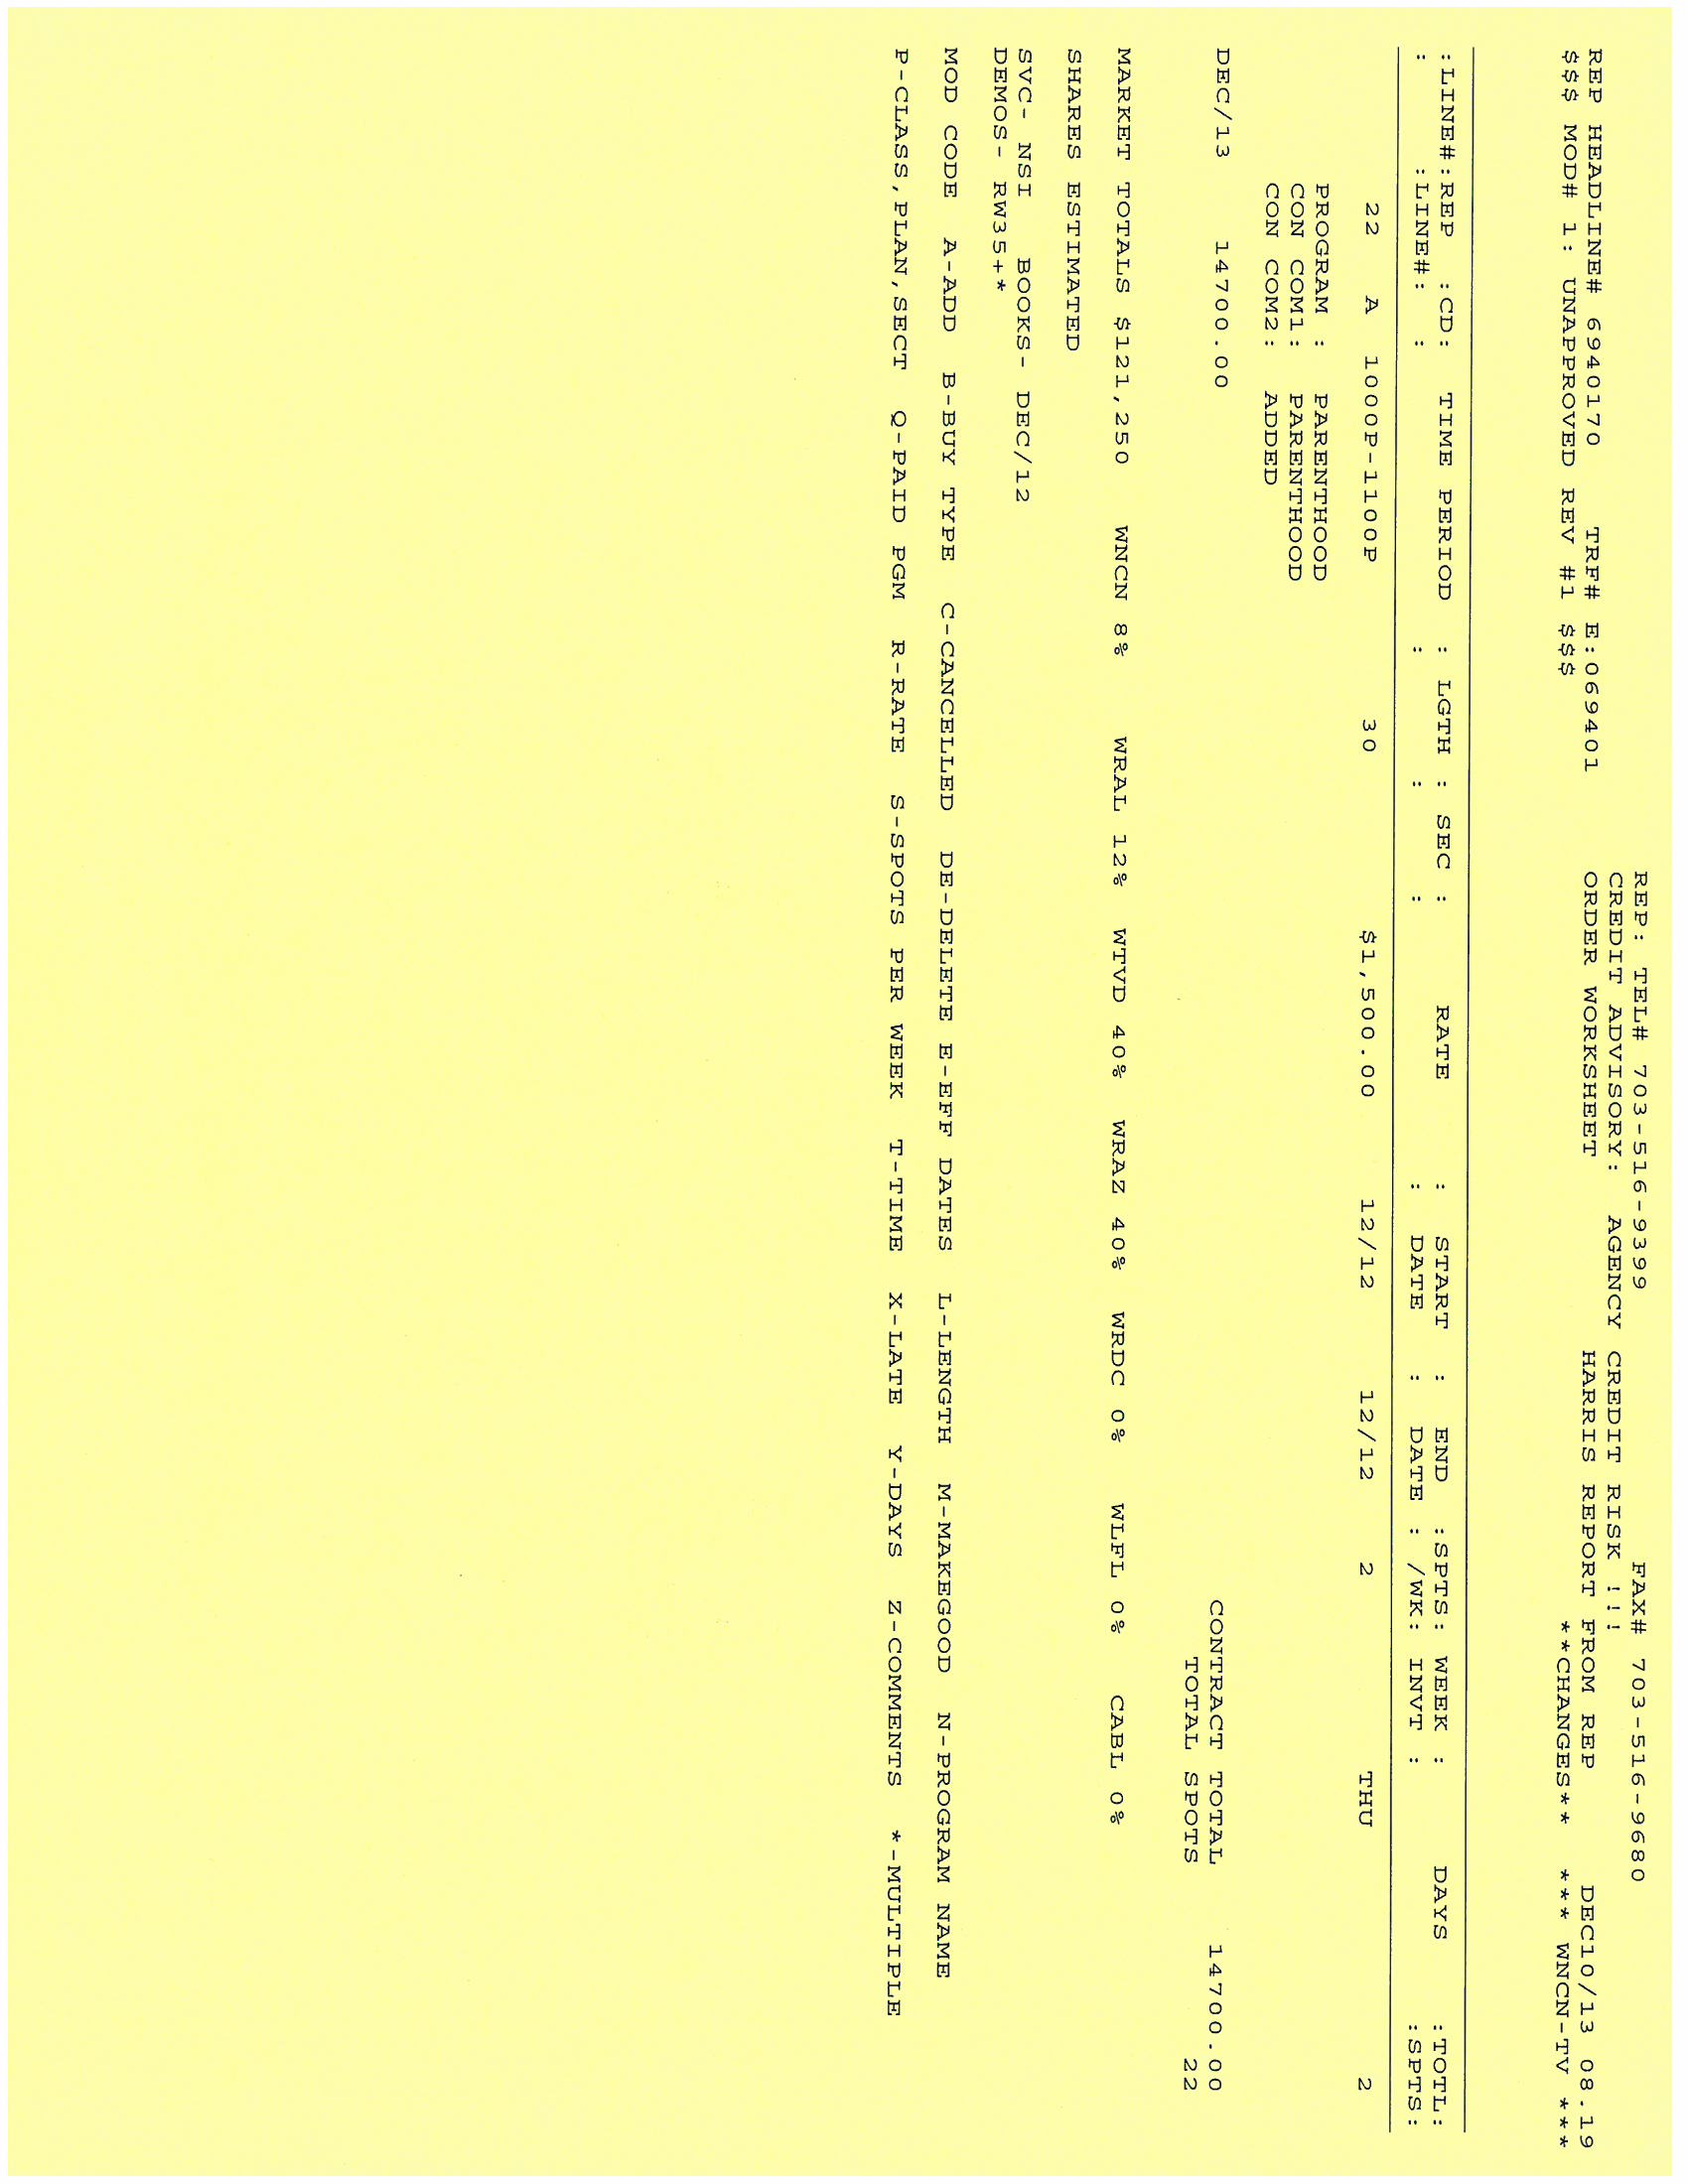 REP: TEL# 703-516-9399 FAX# 703-516-9680
CREDIT ADVISORY: AGENCY CREDIT RISK !!!
REP HEADLINE# 6940170 TRF# E:069401 ORDER WORKSHEET HARRIS REPORT FROM REP DEC10/13 08.19
$$$ MOD# 1: UNAPPROVED REV #1 $$$ **CHANGES** *** WNCN-TV ***
:LINE#:REP :CD: TIME PERIOD : LGTH : SEC : RATE : START : END :SPTS: WEEK : DAYS :TOTL:
: :LINE#: : : : : : DATE : DATE : /WK: INVT : :SPTS:
22 A 1000P-1100P 30 $1,500.00 12/12 12/12 2 THU 2
PROGRAM : PARENTHOOD
CON COM1: PARENTHOOD
CON COM2: ADDED
DEC/13 14700.00 CONTRACT TOTAL 14700.00
TOTAL SPOTS 22
MARKET TOTALS $121,250 WNCN 8% WRAL 12% WTVD 40% WRAZ 40% WRDC 0% WLFL 0% CABL 0%
SHARES ESTIMATED
SVC- NSI BOOKS- DEC/12
DEMOS- RW35+*
MOD CODE A-ADD B-BUY TYPE C-CANCELLED DE-DELETE E-EFF DATES L-LENGTH M-MAKEGOOD N-PROGRAM NAME
P-CLASS,PLAN,SECT Q-PAID PGM R-RATE S-SPOTS PER WEEK T-TIME X-LATE Y-DAYS Z-COMMENTS *-MULTIPLE